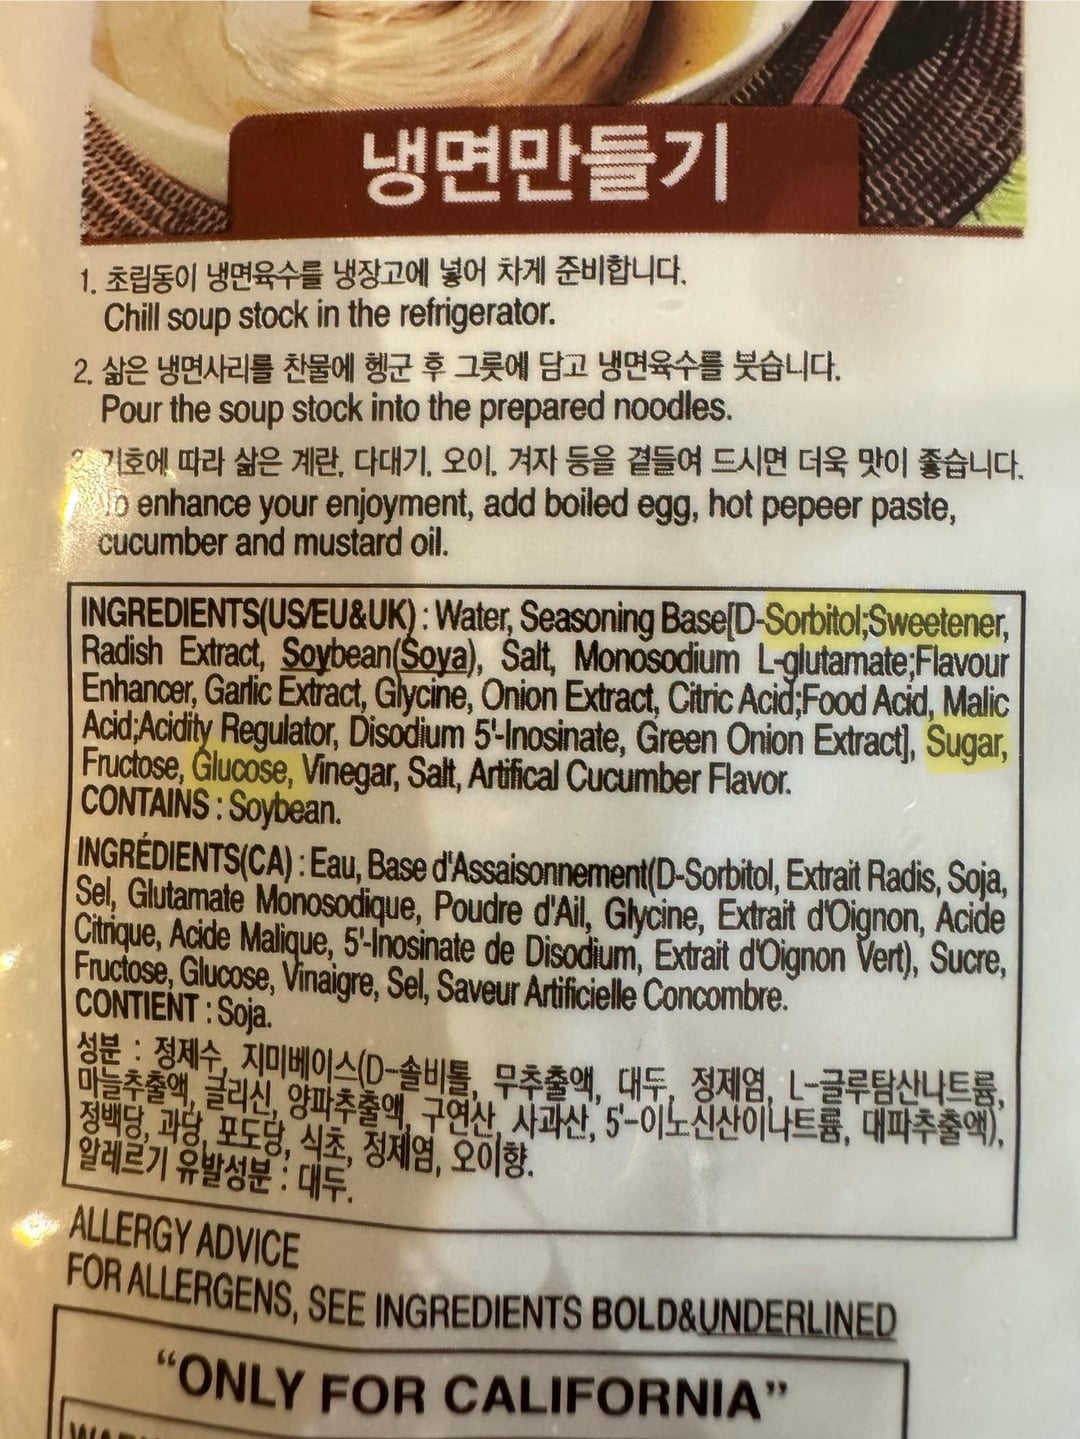 냉면만들기
1. 초립동이 냉면육수를 냉장고에 넣어 차게 준비합니다.
Chill soup stock in the refrigerator.
2. 삶은 냉면사리를 찬물에 헹군 후 그릇에 담고 냉면육수를 붓습니다.
Pour the soup stock into the prepared noodles.
3. 기호에 따라 삶은 계란, 다대기, 오이, 겨자 등을 곁들여 드시면 더욱 맛이 좋습니다.
To enhance your enjoyment, add boiled egg, hot pepeer paste,
cucumber and mustard oil.
INGREDIENTS(US/EU&UK) : Water, Seasoning Base[D-Sorbitol;Sweetener,
Radish Extract, Soybean(Soya), Salt, Monosodium L-glutamate;Flavour
Enhancer, Garlic Extract, Glycine, Onion Extract, Citric Acid;Food Acid, Malic
Acid;Acidity Regulator, Disodium 5'-Inosinate, Green Onion Extract], Sugar,
Fructose, Glucose, Vinegar, Salt, Artifical Cucumber Flavor.
CONTAINS : Soybean.
INGRÉDIENTS(CA) : Eau, Base d'Assaisonnement(D-Sorbitol, Extrait Radis, Soja,
Sel, Glutamate Monosodique, Poudre d'Ail, Glycine, Extrait d'Oignon, Acide
Citrique, Acide Malique, 5'-Inosinate de Disodium, Extrait d'Oignon Vert), Sucre,
Fructose, Glucose, Vinaigre, Sel, Saveur Artificielle Concombre.
CONTIENT : Soja.
성분 : 정제수, 지미베이스(D-솔비톨, 무추출액, 대두, 정제염, L-글루탐산나트륨,
마늘추출액, 글리신, 양파추출액, 구연산, 사과산, 5'-이노신산이나트륨, 대파추출액),
정백당, 과당, 포도당, 식초, 정제염, 오이향.
알레르기 유발성분 : 대두.
ALLERGY ADVICE
FOR ALLERGENS, SEE INGREDIENTS BOLD&UNDERLINED
“ONLY FOR CALIFORNIA”